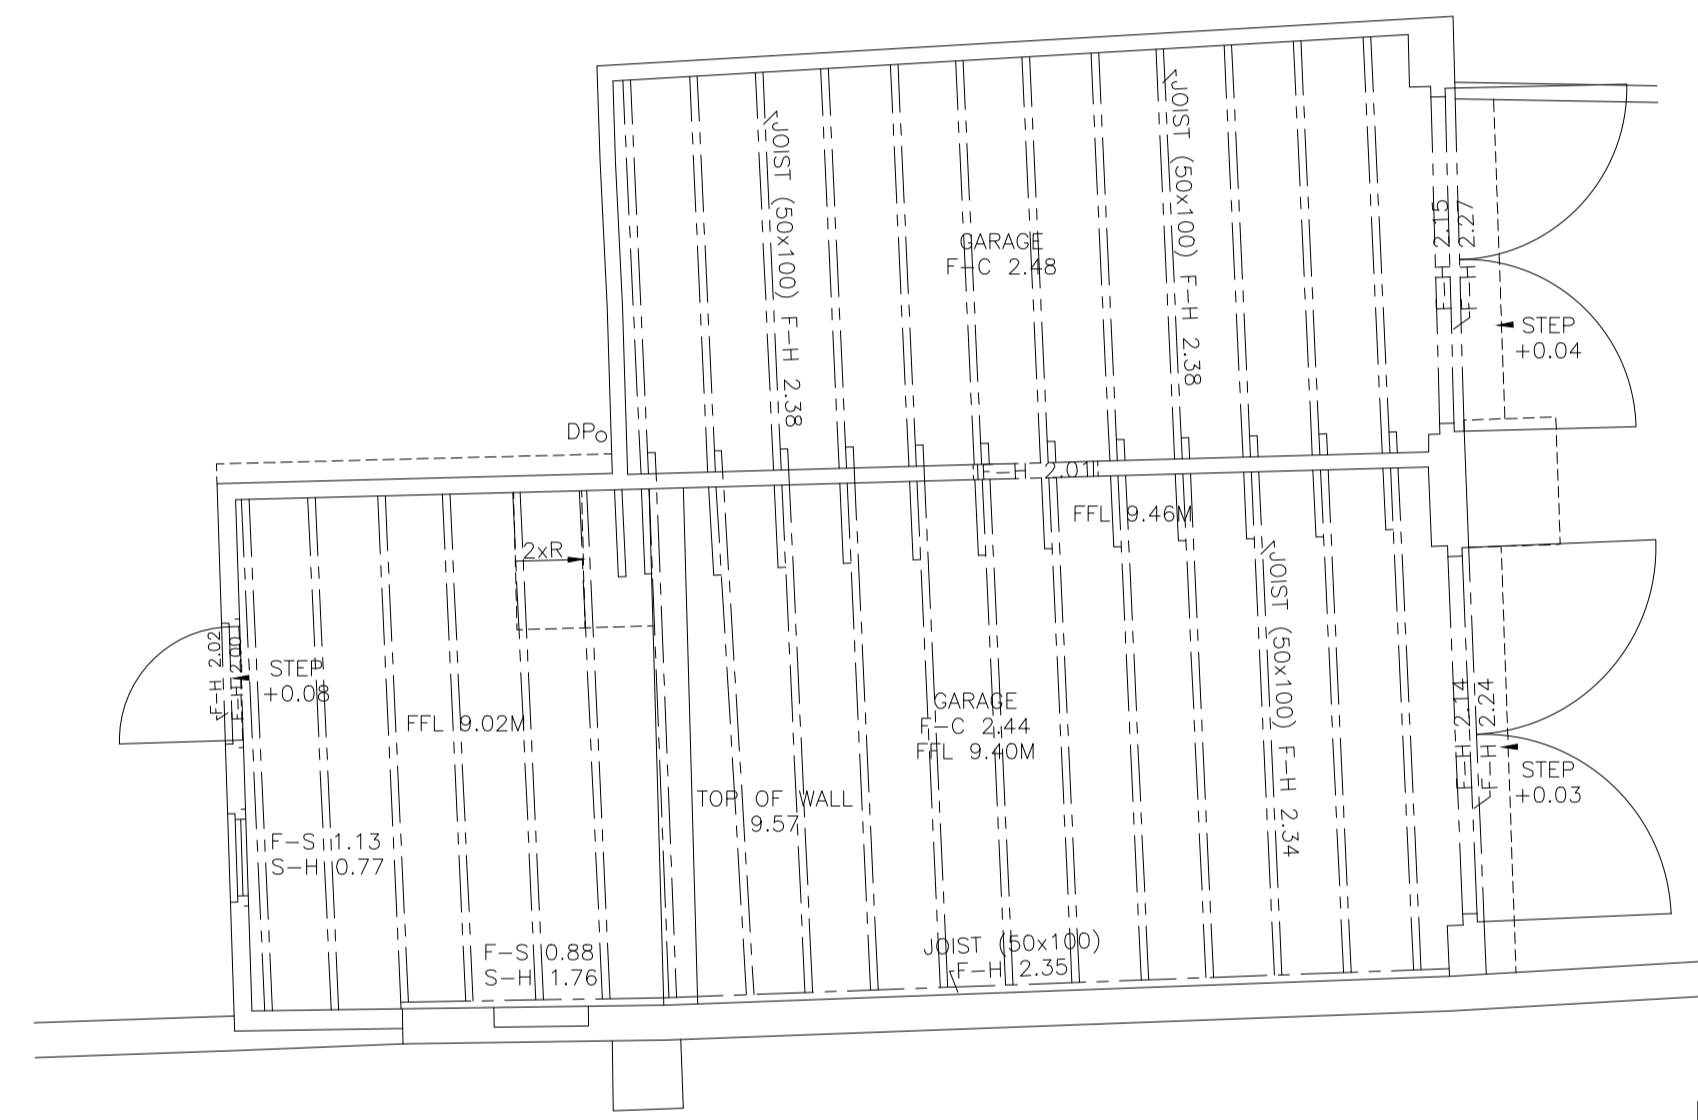 JOIST (50x100) F-H 2.38
JOIST (50x100) F-H 2.38
GARAGE
F-C 2.48
F-H 2.15
F-H 2.27
STEP
+0.04
DP
F-H 2.01
FFL 9.46M
2xR
JOIST (50x100) F-H 2.34
F-H 2.02
F-H 2.00
STEP
+0.08
FFL 9.02M
GARAGE
F-C 2.44
FFL 9.40M
F-H 2.14
F-H 2.24
STEP
+0.03
TOP OF WALL
9.57
F-S 1.13
S-H 0.77
F-S 0.88
S-H 1.76
JOIST (50x100)
F-H 2.35